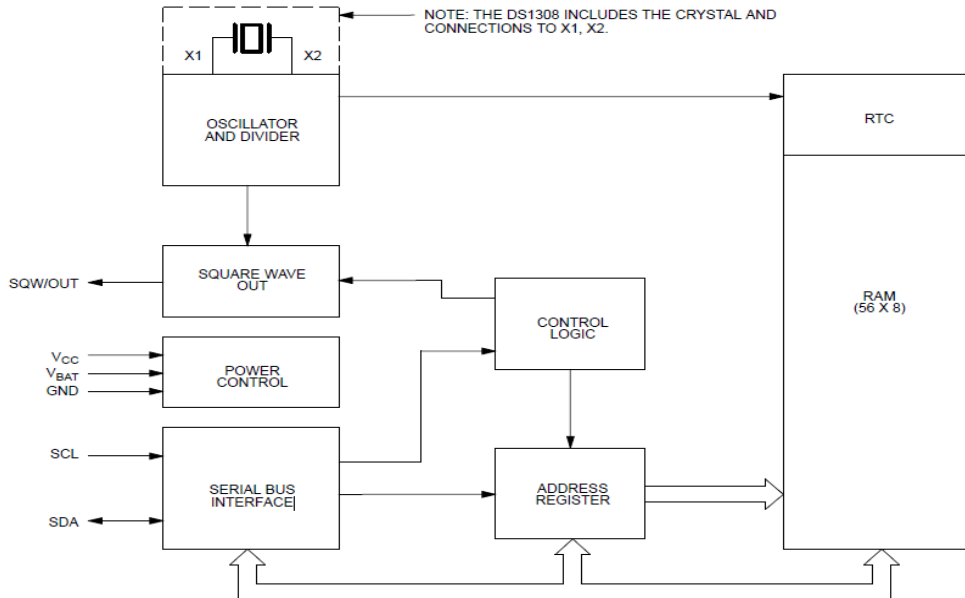 NOTE: THE DS1308 INCLUDES THE CRYSTAL AND
CONNECTIONS TO X1, X2.
X1
X2
OSCILLATOR
AND DIVIDER
RTC
SQW/OUT
SQUARE WAVE
OUT
CONTROL
LOGIC
RAM
(56 X 8)
VCC
VBAT
GND
POWER
CONTROL
SCL
SDA
SERIAL BUS
INTERFACE
ADDRESS
REGISTER